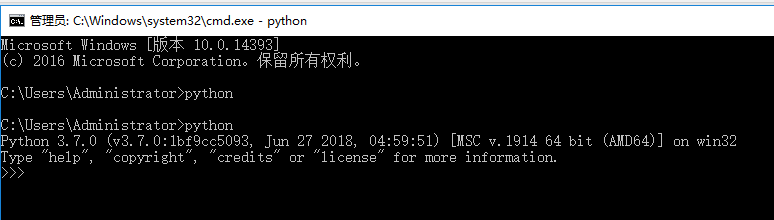 管理员: C:\Windows\system32\cmd.exe - python
Microsoft Windows [版本 10.0.14393]
(c) 2016 Microsoft Corporation。保留所有权利。
C:\Users\Administrator>python
C:\Users\Administrator>python
Python 3.7.0 (v3.7.0:1bf9cc5093, Jun 27 2018, 04:59:51) [MSC v.1914 64 bit (AMD64)] on win32
Type "help", "copyright", "credits" or "license" for more information.
>>>